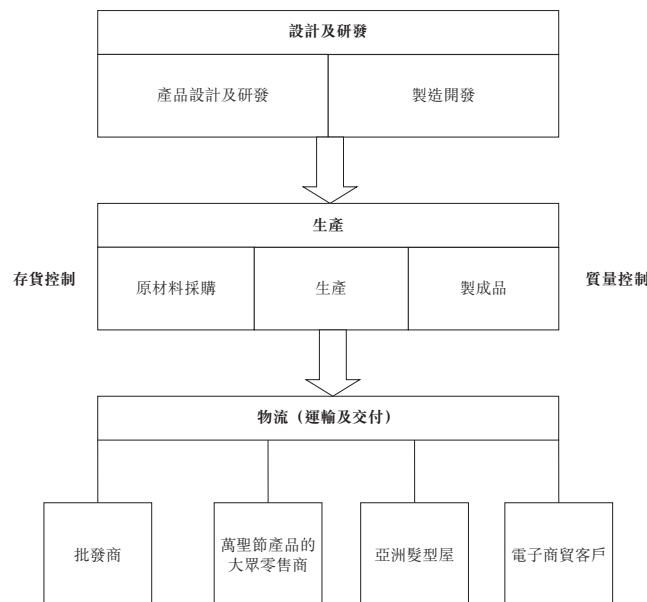 設計及研發
產品設計及研發
製造開發
生產
存貨控制
原材料採購
生產
製成品
質量控制
物流（運輸及交付）
批發商
萬聖節產品的
大眾零售商
亞洲髮型屋
電子商貿客戶